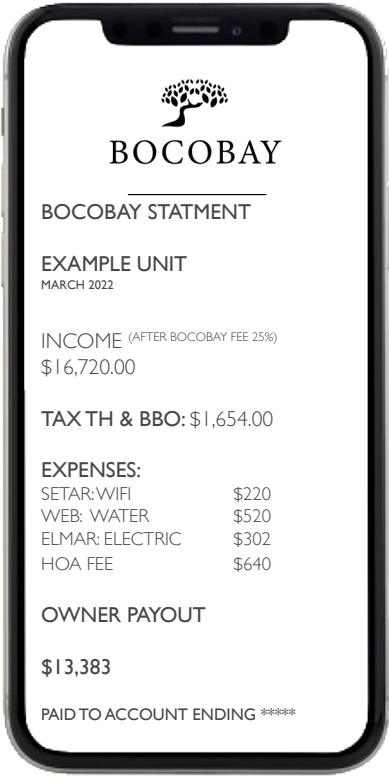 BOCOBAY
BOCOBAY STATMENT
EXAMPLE UNIT
MARCH 2022
INCOME (AFTER BOCOBAY FEE 25%)
$16,720.00
TAX TH & BBO: $1,654.00
EXPENSES:
SETAR: WIFI $220
WEB: WATER $520
ELMAR: ELECTRIC $302
HOA FEE $640
OWNER PAYOUT
$13,383
PAID TO ACCOUNT ENDING *****